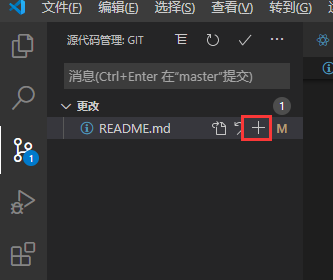 文件(F) 编辑(E) 选择(S) 查看(V) 转到(G)
源代码管理: GIT
消息(Ctrl+Enter 在"master"提交)
更改 1
README.md M
1